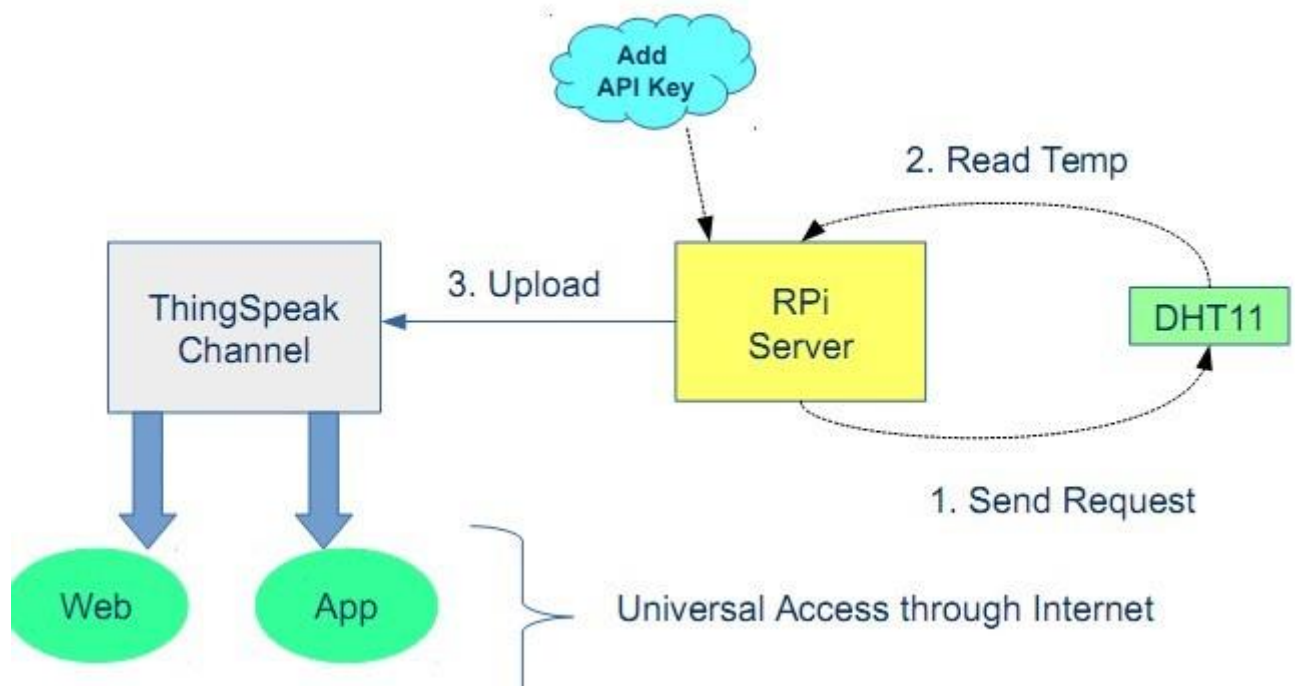 Add
API Key
2. Read Temp
3. Upload
ThingSpeak
Channel
RPi
Server
DHT11
1. Send Request
Web
App
Universal Access through Internet